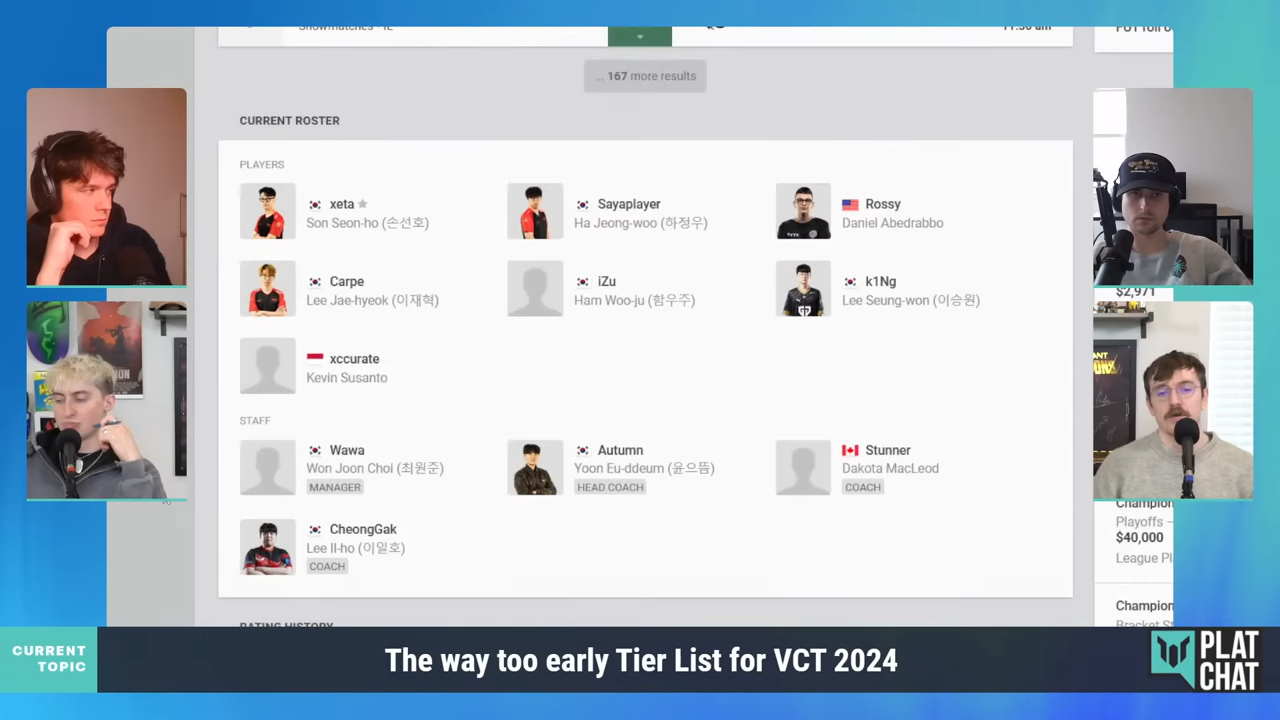 Showmatches - IL
11:30 am
... 167 more results
CURRENT ROSTER
PLAYERS
xeta ★
Son Seon-ho (손선호)
Sayaplayer
Ha Jeong-woo (하정우)
Rossy
Daniel Abedrabbo
Carpe
Lee Jae-hyeok (이재혁)
iZu
Ham Woo-ju (함우주)
k1Ng
Lee Seung-won (이승원)
xccurate
Kevin Susanto
STAFF
Wawa
Won Joon Choi (최원준)
MANAGER
Autumn
Yoon Eu-ddeum (윤으뜸)
HEAD COACH
Stunner
Dakota MacLeod
COACH
CheongGak
Lee Il-ho (이일호)
COACH
RATING HISTORY
$2,971
Champion
Playoffs –
$40,000
League Pl
Champion
Bracket St
CURRENT
TOPIC
The way too early Tier List for VCT 2024
PLAT
CHAT